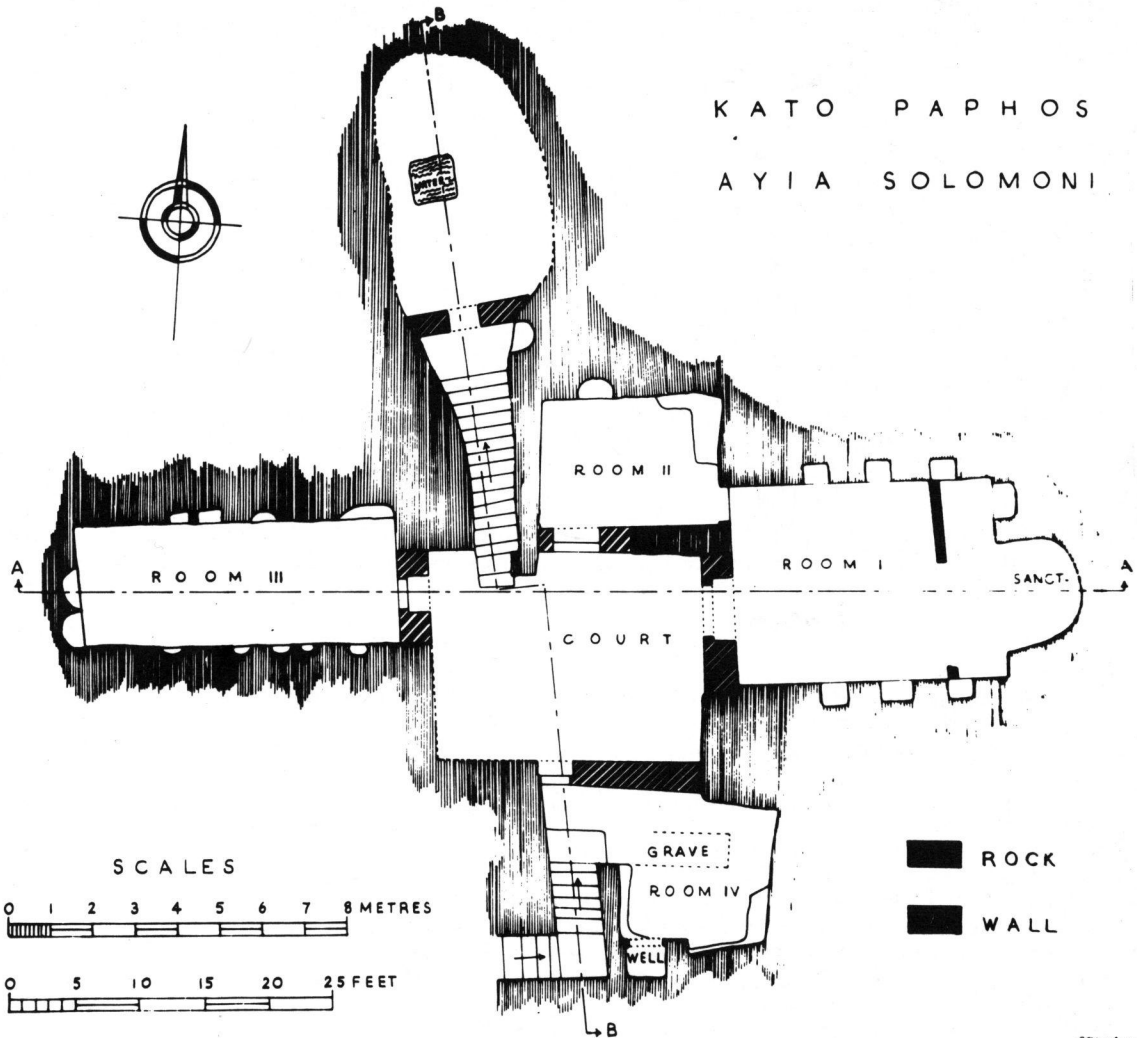 B
KATO PAPHOS
AYIA SOLOMONI
WATER
ROOM II
A
ROOM III
ROOM I
SANCT.
A
COURT
GRAVE
ROOM IV
WELL
B
SCALES
0 1 2 3 4 5 6 7 8 METRES
0 5 10 15 20 25 FEET
ROCK
WALL